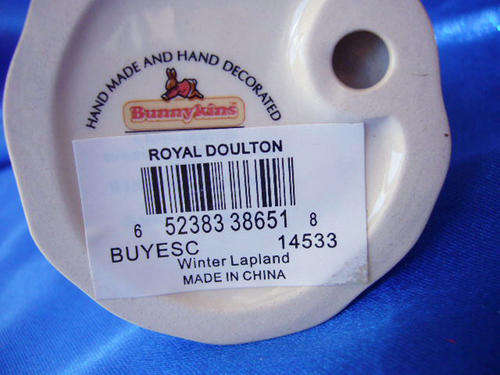 HAND MADE AND HAND DECORATED
Bunnykins
ROYAL DOULTON
6 52383 38651 8
BUYESC 14533
Winter Lapland
MADE IN CHINA